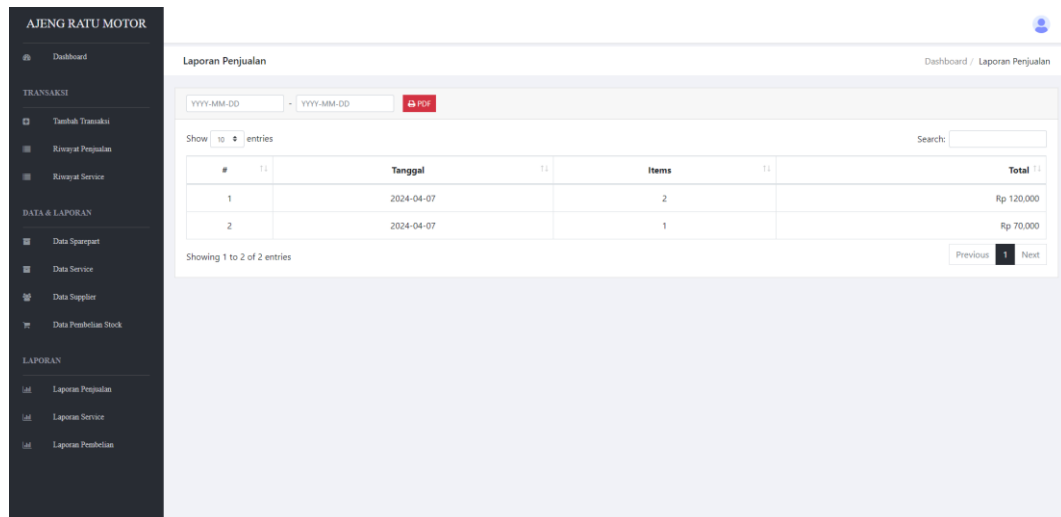 AJENG RATU MOTOR
Dashboard
TRANSAKSI
Tambah Transaksi
Riwayat Penjualan
Riwayat Service
DATA & LAPORAN
Data Sparepart
Data Service
Data Supplier
Data Pembelian Stock
LAPORAN
Laporan Penjualan
Laporan Service
Laporan Pembelian
Laporan Penjualan
Dashboard / Laporan Penjualan
YYYY-MM-DD - YYYY-MM-DD PDF
Show 10 entries Search:
# Tanggal Items Total
1 2024-04-07 2 Rp 120,000
2 2024-04-07 1 Rp 70,000
Showing 1 to 2 of 2 entries Previous 1 Next